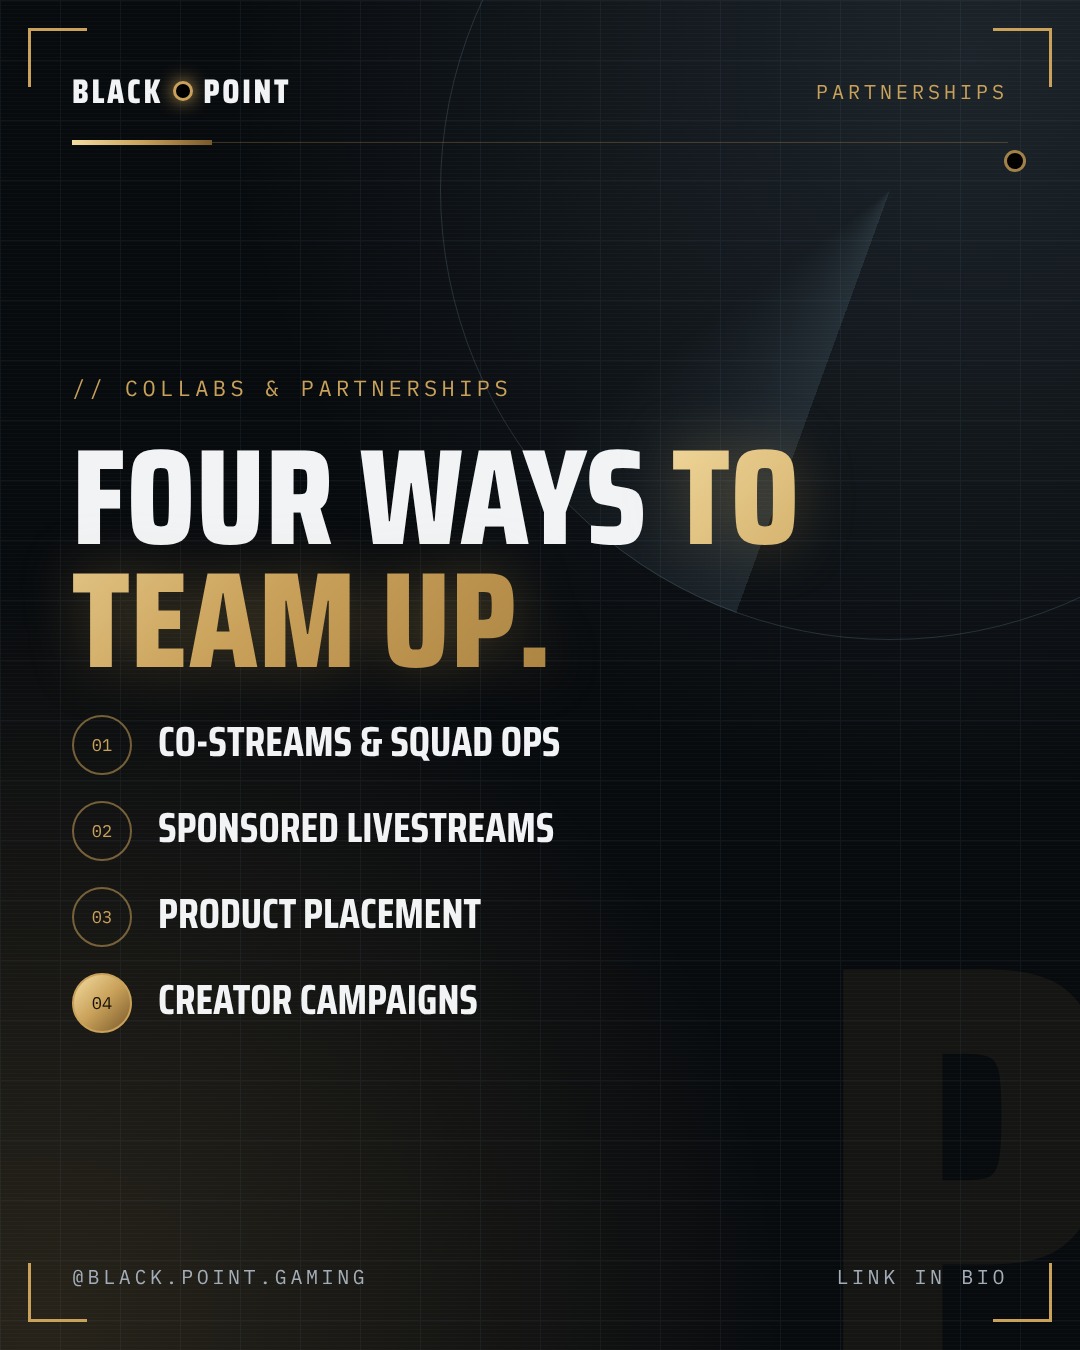 BLACK POINT
PARTNERSHIPS
// COLLABS & PARTNERSHIPS
FOUR WAYS TO
TEAM UP.
01 CO-STREAMS & SQUAD OPS
02 SPONSORED LIVESTREAMS
03 PRODUCT PLACEMENT
04 CREATOR CAMPAIGNS
P
@BLACK.POINT.GAMING
LINK IN BIO